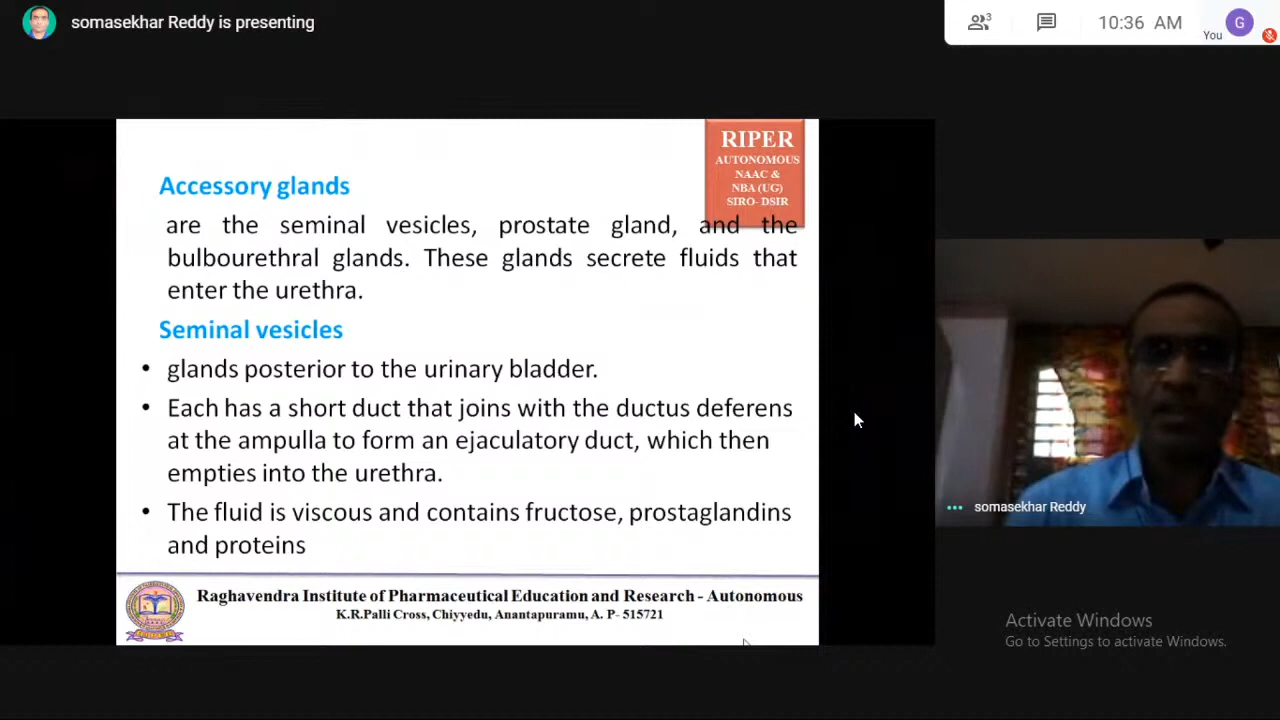 somasekhar Reddy is presenting
3
10:36 AM
You
G
RIPER
AUTONOMOUS
NAAC &
NBA (UG)
SIRO- DSIR
Accessory glands
are the seminal vesicles, prostate gland, and the
bulbourethral glands. These glands secrete fluids that
enter the urethra.
Seminal vesicles
• glands posterior to the urinary bladder.
• Each has a short duct that joins with the ductus deferens
at the ampulla to form an ejaculatory duct, which then
empties into the urethra.
• The fluid is viscous and contains fructose, prostaglandins
and proteins
Raghavendra Institute of Pharmaceutical Education and Research - Autonomous
K.R.Palli Cross, Chiyyedu, Anantapuramu, A. P- 515721
somasekhar Reddy
Activate Windows
Go to Settings to activate Windows.